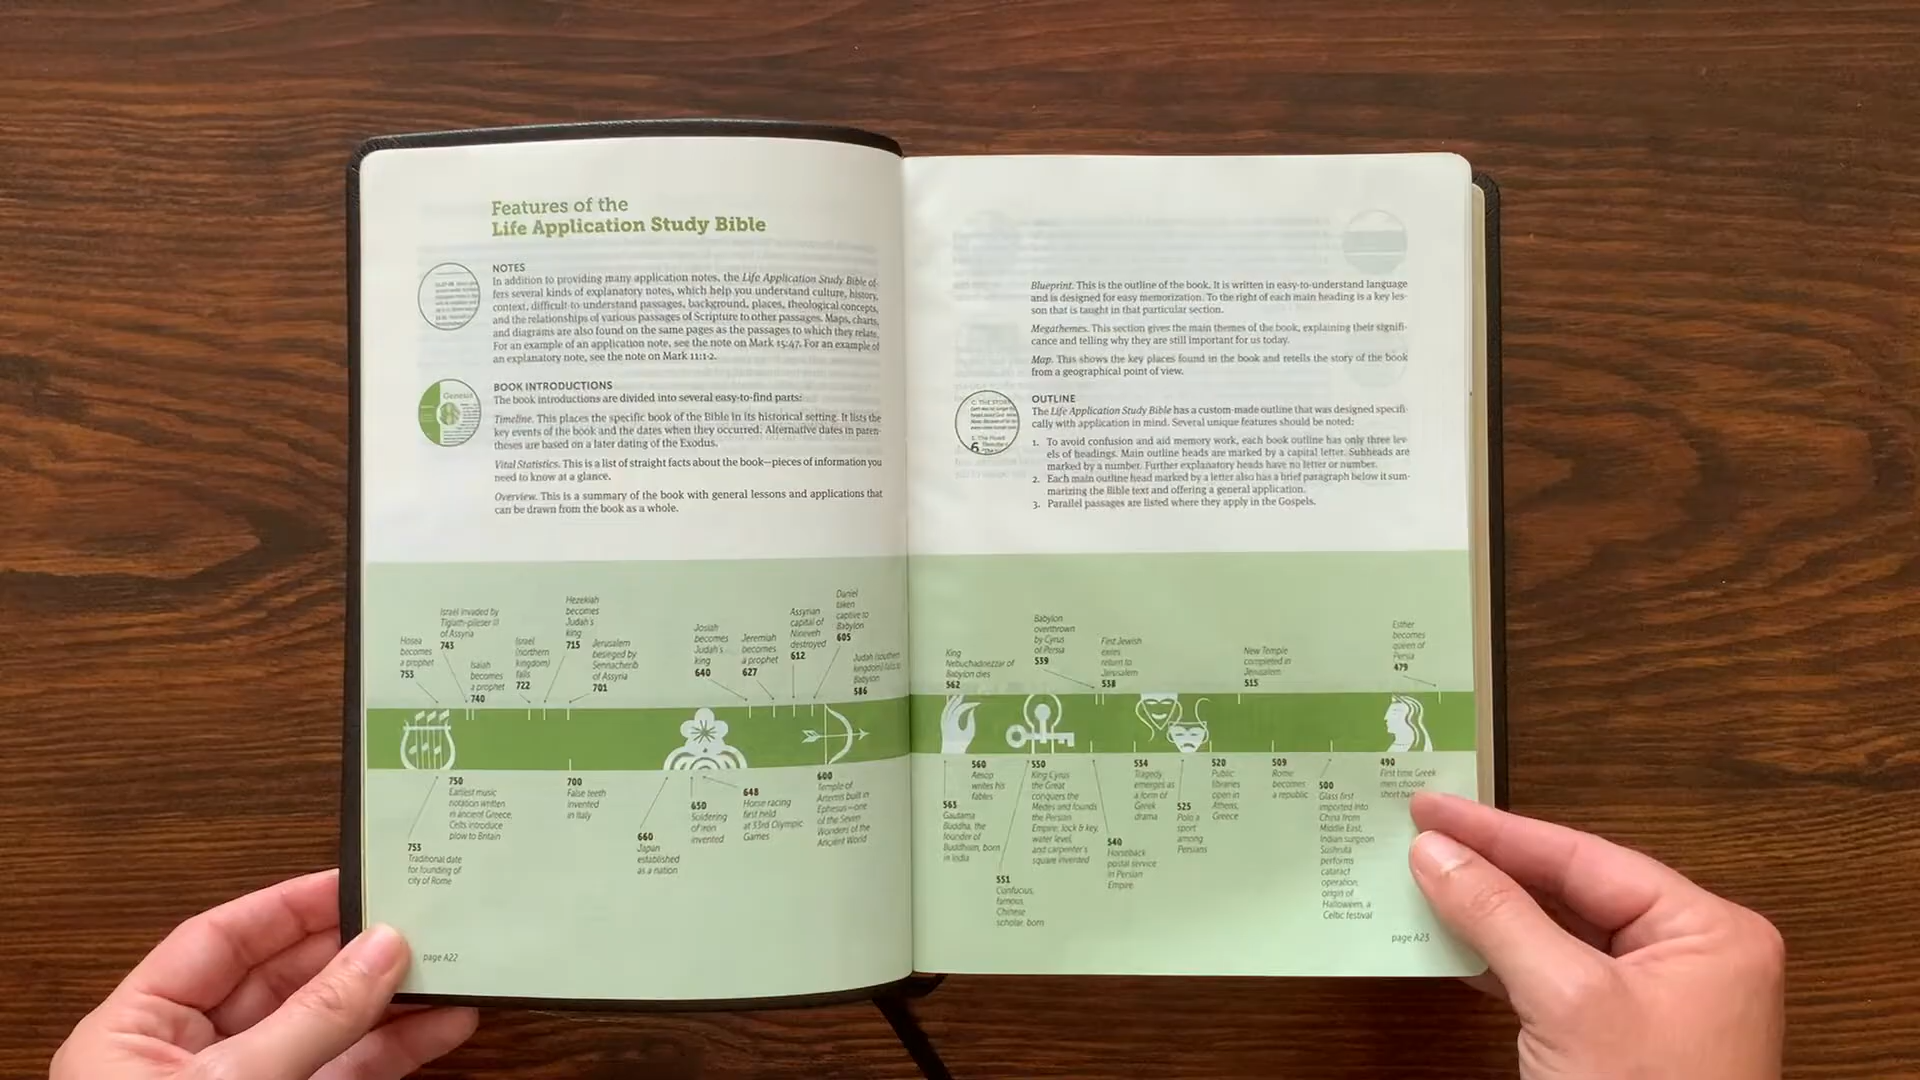 Features of the
Life Application Study Bible
NOTES
In addition to providing many application notes, the Life Application Study Bible of-
fers several kinds of explanatory notes, which help you understand culture, history,
context, difficult-to-understand passages, background, places, theological concepts,
and the relationships of various passages of Scripture to other passages. Maps, charts,
and diagrams are also found on the same pages as the passages to which they relate.
For an example of an application note, see the note on Mark 15:47. For an example of
an explanatory note, see the note on Mark 11:1-2.
Genesis
BOOK INTRODUCTIONS
The book introductions are divided into several easy-to-find parts:
Timeline. This places the specific book of the Bible in its historical setting. It lists the
key events of the book and the dates when they occurred. Alternative dates in paren-
theses are based on a later dating of the Exodus.
Vital Statistics. This is a list of straight facts about the book—pieces of information you
need to know at a glance.
Overview. This is a summary of the book with general lessons and applications that
can be drawn from the book as a whole.
Hosea
becomes
a prophet
753
Israel invaded by
Tiglath-pileser III
of Assyria
743
Isaiah
becomes
a prophet
740
Israel
(northern
kingdom)
falls
722
Hezekiah
becomes
Judah's
king
715
Jerusalem
besieged by
Sennacherib
of Assyria
701
Josiah
becomes
Judah's
king
640
Jeremiah
becomes
a prophet
627
Assyrian
capital of
Nineveh
destroyed
612
Daniel
taken
captive to
Babylon
605
Judah (southern
kingdom) falls to
Babylon
586
753
Traditional date
for founding of
city of Rome
750
Earliest music
notation written
in ancient Greece;
Celts introduce
plow to Britain
700
False teeth
invented
in Italy
660
Japan
established
as a nation
650
Soldering
of iron
invented
648
Horse racing
first held
at 33rd Olympic
Games
600
Temple of
Artemis built in
Ephesus—one
of the Seven
Wonders of the
Ancient World
page A22
Blueprint. This is the outline of the book. It is written in easy-to-understand language
and is designed for easy memorization. To the right of each main heading is a key les-
son that is taught in that particular section.
Megathemes. This section gives the main themes of the book, explaining their signifi-
cance and telling why they are still important for us today.
Map. This shows the key places found in the book and retells the story of the book
from a geographical point of view.
C. THE STORY
6
OUTLINE
The Life Application Study Bible has a custom-made outline that was designed specifi-
cally with application in mind. Several unique features should be noted:
1. To avoid confusion and aid memory work, each book outline has only three lev-
els of headings. Main outline heads are marked by a capital letter. Subheads are
marked by a number. Further explanatory heads have no letter or number.
2. Each main outline head marked by a letter also has a brief paragraph below it sum-
marizing the Bible text and offering a general application.
3. Parallel passages are listed where they apply in the Gospels.
King
Nebuchadnezzar of
Babylon dies
562
Babylon
overthrown
by Cyrus
of Persia
539
First Jewish
exiles
return to
Jerusalem
538
New Temple
completed in
Jerusalem
515
Esther
becomes
queen of
Persia
479
563
Gautama
Buddha, the
founder of
Buddhism, born
in India
560
Aesop
writes his
fables
551
Confucius,
famous
Chinese
scholar, born
550
King Cyrus
the Great
conquers the
Medes and founds
the Persian
Empire; lock & key,
water level,
and carpenter's
square invented
540
Horseback
postal service
in Persian
Empire
534
Tragedy
emerges as
a form of
Greek
drama
525
Polo a
sport
among
Persians
520
Public
libraries
open in
Athens,
Greece
509
Rome
becomes
a republic
500
Glass first
imported into
China from
Middle East;
Indian surgeon
Sushruta
performs
cataract
operation;
origin of
Halloween, a
Celtic festival
490
First time Greek
men choose
short hair
page A23